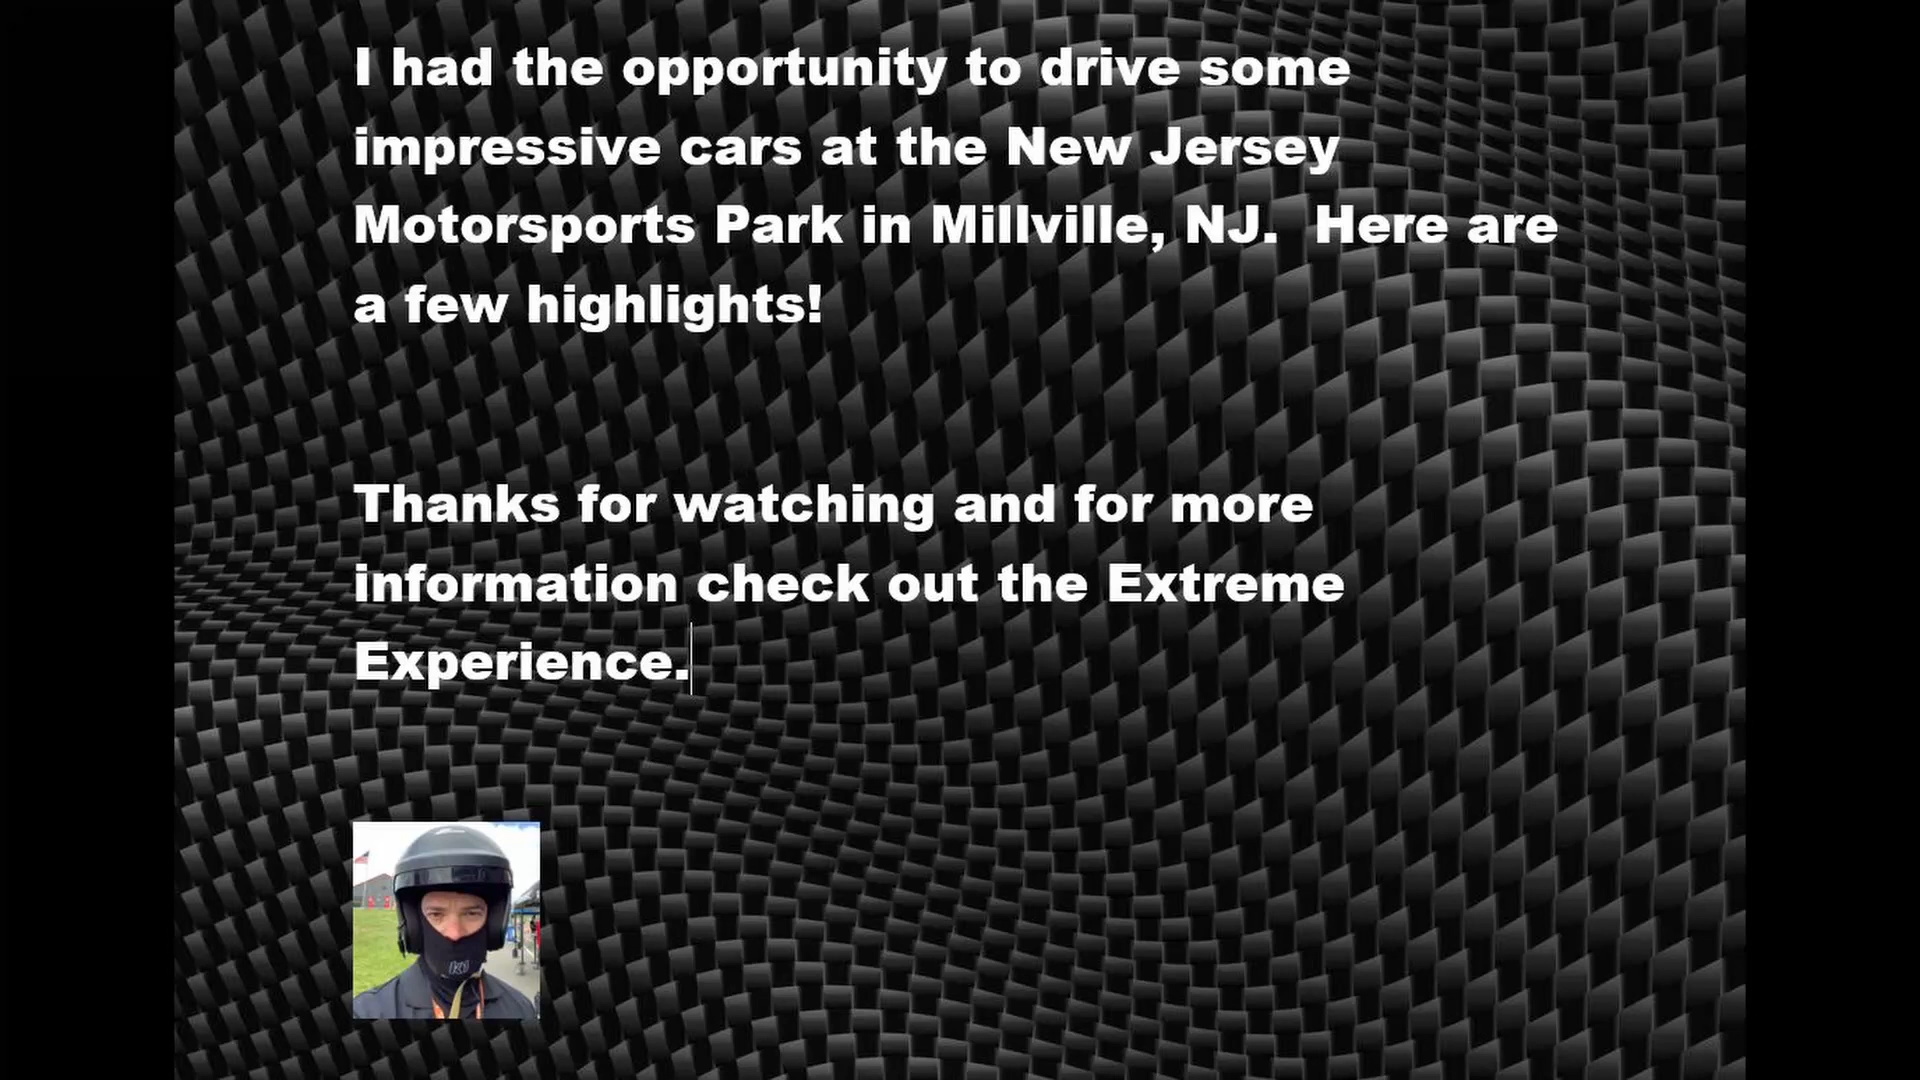 I had the opportunity to drive some
impressive cars at the New Jersey
Motorsports Park in Millville, NJ.  Here are
a few highlights!
Thanks for watching and for more
information check out the Extreme
Experience.
K1